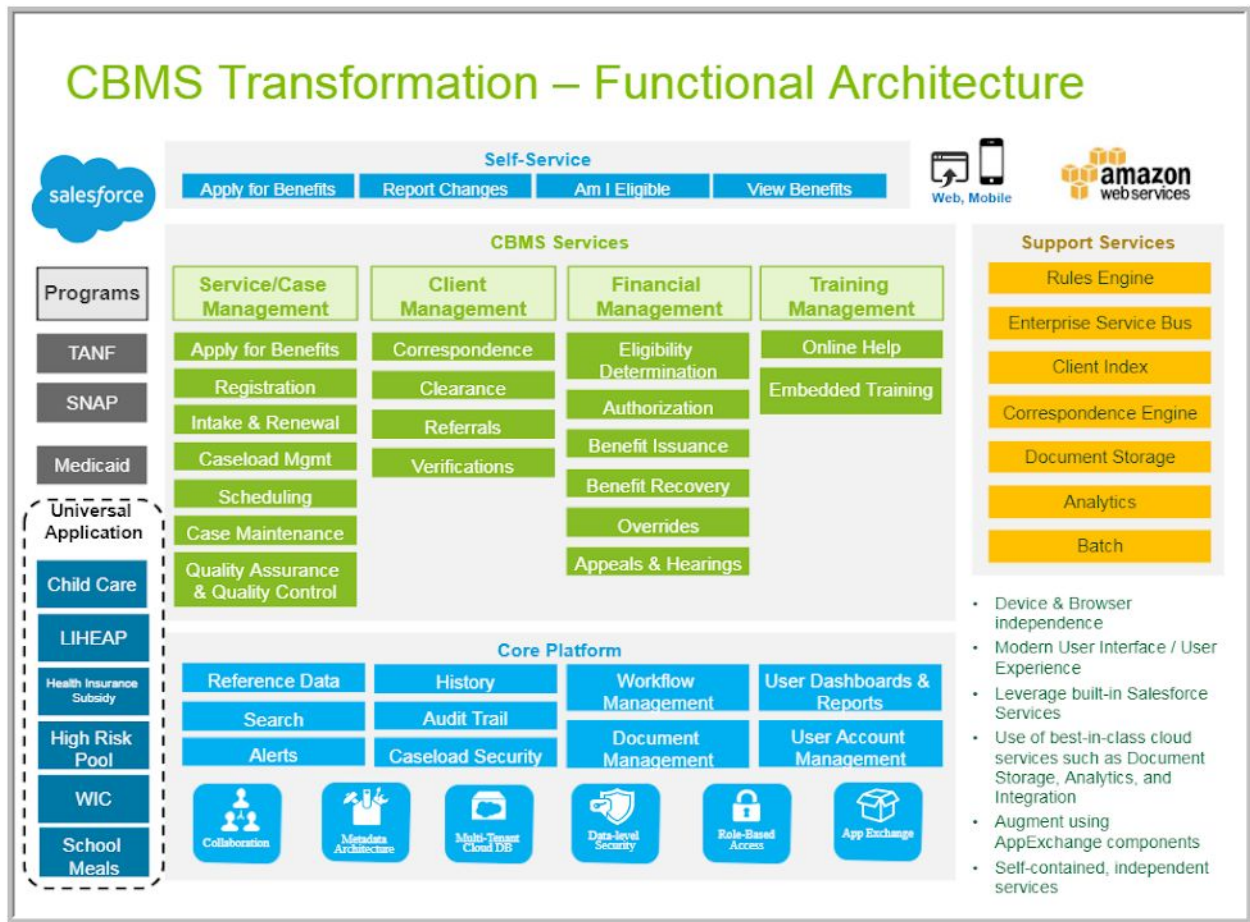 CBMS Transformation – Functional Architecture
salesforce
Self-Service
Apply for Benefits
Report Changes
Am I Eligible
View Benefits
Web, Mobile
amazon
webservices
Programs
TANF
SNAP
Medicaid
Universal
Application
Child Care
LIHEAP
Health Insurance
Subsidy
High Risk
Pool
WIC
School
Meals
CBMS Services
Service/Case
Management
Apply for Benefits
Registration
Intake & Renewal
Caseload Mgmt
Scheduling
Case Maintenance
Quality Assurance
& Quality Control
Client
Management
Correspondence
Clearance
Referrals
Verifications
Financial
Management
Eligibility
Determination
Authorization
Benefit Issuance
Benefit Recovery
Overrides
Appeals & Hearings
Training
Management
Online Help
Embedded Training
Core Platform
Reference Data
Search
Alerts
History
Audit Trail
Caseload Security
Workflow
Management
Document
Management
User Dashboards &
Reports
User Account
Management
Collaboration
Metadata
Architecture
Multi-Tenant
Cloud DB
Data-level
Security
Role-Based
Access
App Exchange
Support Services
Rules Engine
Enterprise Service Bus
Client Index
Correspondence Engine
Document Storage
Analytics
Batch
• Device & Browser
independence
• Modern User Interface / User
Experience
• Leverage built-in Salesforce
Services
• Use of best-in-class cloud
services such as Document
Storage, Analytics, and
Integration
• Augment using
AppExchange components
• Self-contained, independent
services